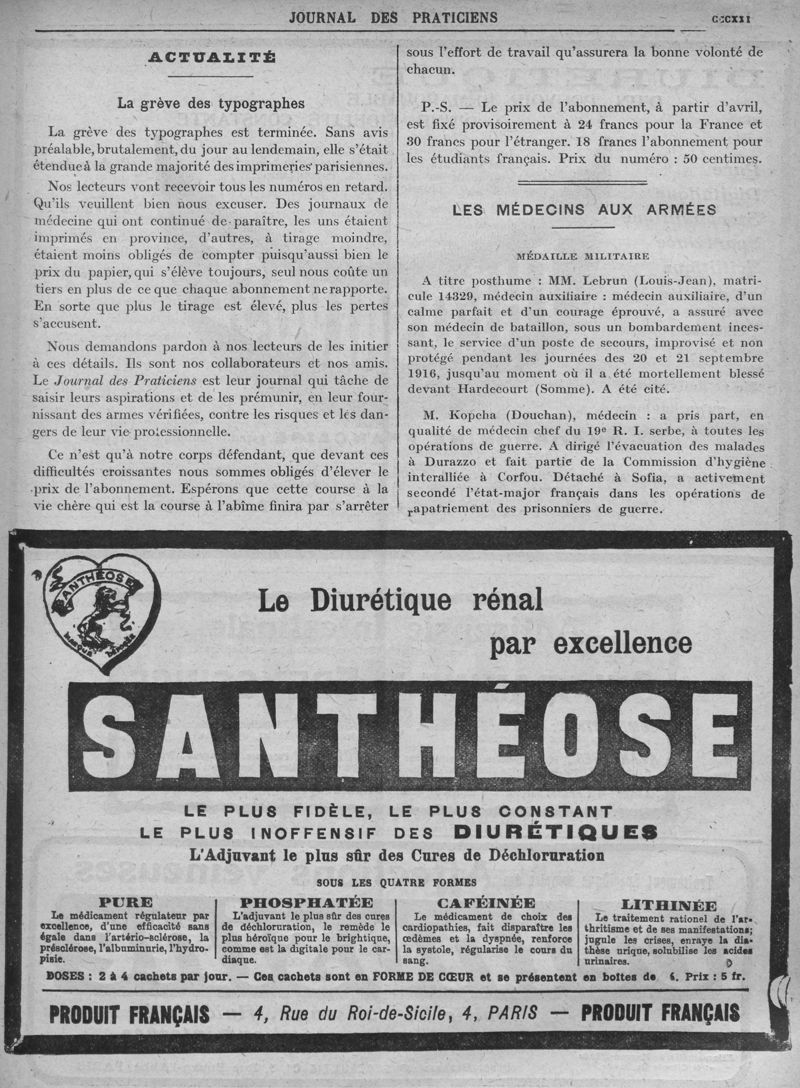 JOURNAL DES PRATICIENS
ACTUALITÉ
La grève des typographes
La grève des typographes est terminée. Sans avis
préalable, brutalement, du jour au lendemain, elle s'était
étendue à la grande majorité des imprimeries parisiennes.
Nos lecteurs vont recevoir tous les numéros en retard.
Qu'ils veuillent bien nous excuser. Des journaux de
médecine qui ont continué de paraître, les uns étaient
imprimés en province, d'autres, à tirage moindre,
étaient moins obligés de compter puisqu'aussi bien le
prix du papier, qui s'élève toujours, seul nous coûte un
tiers en plus de ce que chaque abonnement ne rapporte.
En sorte que plus le tirage est élevé, plus les pertes
s'accusent.
Nous demandons pardon à nos lecteurs de les initier
à ces détails. Ils sont nos collaborateurs et nos amis.
Le Journal des Praticiens est leur journal qui tâche de
saisir leurs aspirations et de les prémunir, en leur four-
nissant des armes vérifiées, contre les risques et les dan-
gers de leur vie professionnelle.
Ce n'est qu'à notre corps défendant, que devant ces
difficultés croissantes nous sommes obligés d'élever le
prix de l'abonnement. Espérons que cette course à la
vie chère qui est la course à l'abîme finira par s'arrêter
sous l'effort de travail qu'assurera la bonne volonté de
chacun.
P.-S. — Le prix de l'abonnement, à partir d'avril,
est fixé provisoirement à 24 francs pour la France et
30 francs pour l'étranger. 18 francs l'abonnement pour
les étudiants français. Prix du numéro : 50 centimes.
LES MÉDECINS AUX ARMÉES
MÉDAILLE MILITAIRE
A titre posthume : MM. Lebrun (Louis-Jean), matri-
cule 14329, médecin auxiliaire : médecin auxiliaire, d'un
calme parfait et d'un courage éprouvé, a assuré avec
son médecin de bataillon, sous un bombardement inces-
sant, le service d'un poste de secours, improvisé et non
protégé pendant les journées des 20 et 21 septembre
1916, jusqu'au moment où il a été mortellement blessé
devant Hardecourt (Somme). A été cité.
M. Kopcha (Douchan), médecin : a pris part, en
qualité de médecin chef du 19e R. I. serbe, à toutes les
opérations de guerre. A dirigé l'évacuation des malades
à Durazzo et fait partie de la Commission d'hygiène
interalliée à Corfou. Détaché à Sofia, a activement
secondé l'état-major français dans les opérations de
rapatriement des prisonniers de guerre.
SANTHÉOSE
MARQUE DÉPOSÉE
Le Diurétique rénal
par excellence
SANTHÉOSE
LE PLUS FIDÈLE, LE PLUS CONSTANT
LE PLUS INOFFENSIF DES DIURÉTIQUES
L'Adjuvant le plus sûr des Cures de Déchloruration
SOUS LES QUATRE FORMES
PURE
Le médicament régulateur par
excellence, d'une efficacité sans
égale dans l'artério-sclérose, la
présclérose, l'albuminurie, l'hydro-
pisie.
PHOSPHATÉE
L'adjuvant le plus sûr des cures
de déchloruration, le remède le
plus héroïque pour le brightique,
comme est la digitale pour le car-
diaque.
CAFÉINÉE
Le médicament de choix des
cardiopathies, fait disparaître les
œdèmes et la dyspnée, renforce
la systole, régularise le cours du
sang.
LITHINÉE
Le traitement rationel de l'ar-
thritisme et de ses manifestations;
jugule les crises, enraye la dia-
thèse urique, solubilise les acides
urinaires.
DOSES : 2 à 4 cachets par jour. — Ces cachets sont en FORME DE CŒUR et se présentent en boîtes de Prix : 5 fr.
PRODUIT FRANÇAIS — 4, Rue du Roi-de-Sicile, 4, PARIS — PRODUIT FRANÇAIS